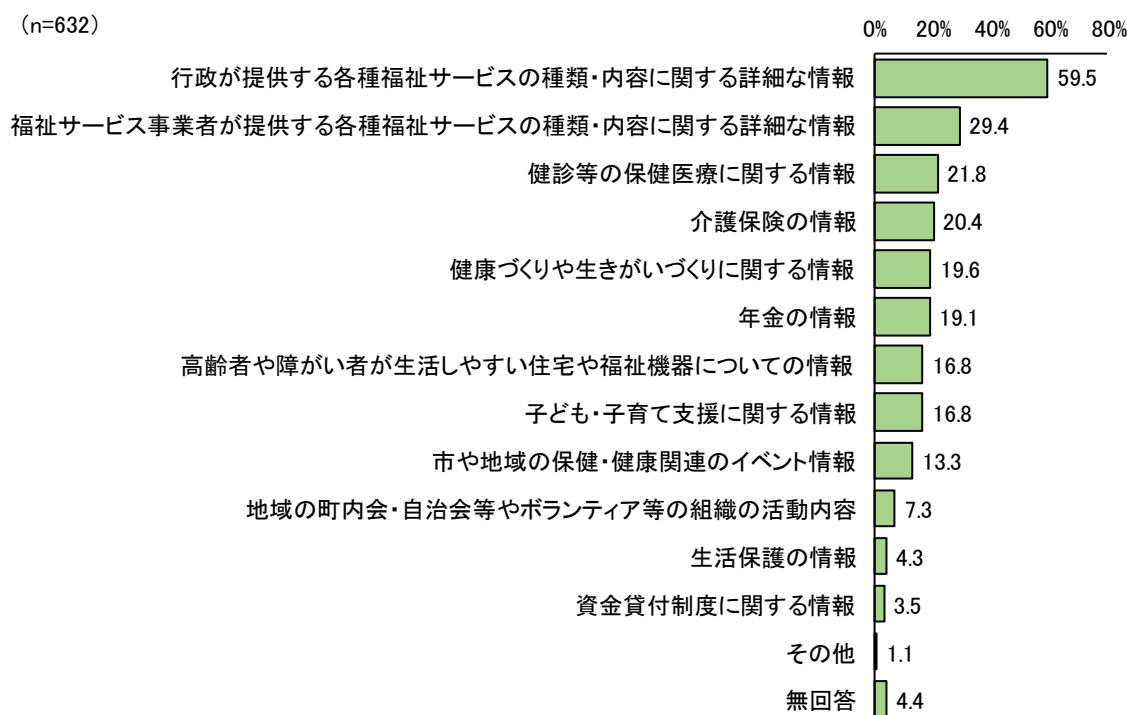 （n=632）
0% 20% 40% 60% 80%
行政が提供する各種福祉サービスの種類・内容に関する詳細な情報 59.5
福祉サービス事業者が提供する各種福祉サービスの種類・内容に関する詳細な情報 29.4
健診等の保健医療に関する情報 21.8
介護保険の情報 20.4
健康づくりや生きがいづくりに関する情報 19.6
年金の情報 19.1
高齢者や障がい者が生活しやすい住宅や福祉機器についての情報 16.8
子ども・子育て支援に関する情報 16.8
市や地域の保健・健康関連のイベント情報 13.3
地域の町内会・自治会等やボランティア等の組織の活動内容 7.3
生活保護の情報 4.3
資金貸付制度に関する情報 3.5
その他 1.1
無回答 4.4